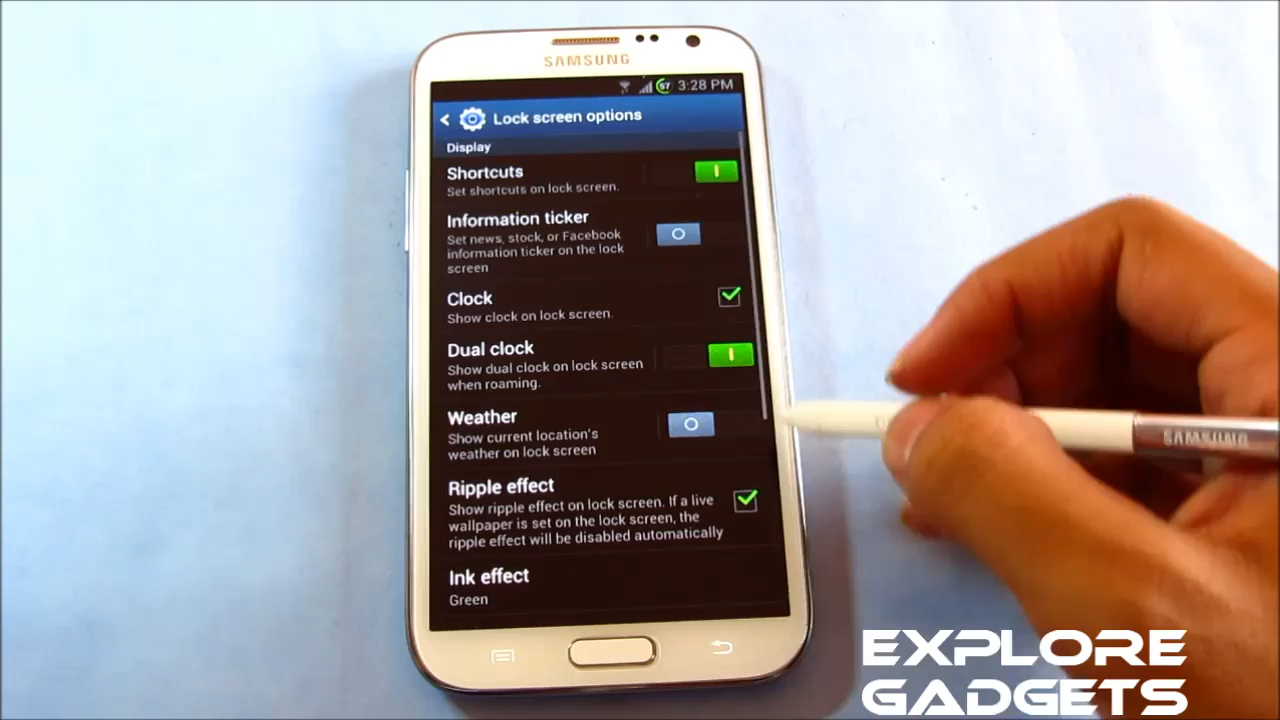 SAMSUNG
57 3:28 PM
Lock screen options
Display
Shortcuts
Set shortcuts on lock screen.
Information ticker
Set news, stock, or Facebook
information ticker on the lock
screen
Clock
Show clock on lock screen.
Dual clock
Show dual clock on lock screen
when roaming.
Weather
Show current location's
weather on lock screen
Ripple effect
Show ripple effect on lock screen. If a live
wallpaper is set on the lock screen, the
ripple effect will be disabled automatically
Ink effect
Green
SAMSUNG
EXPLORE
GADGETS